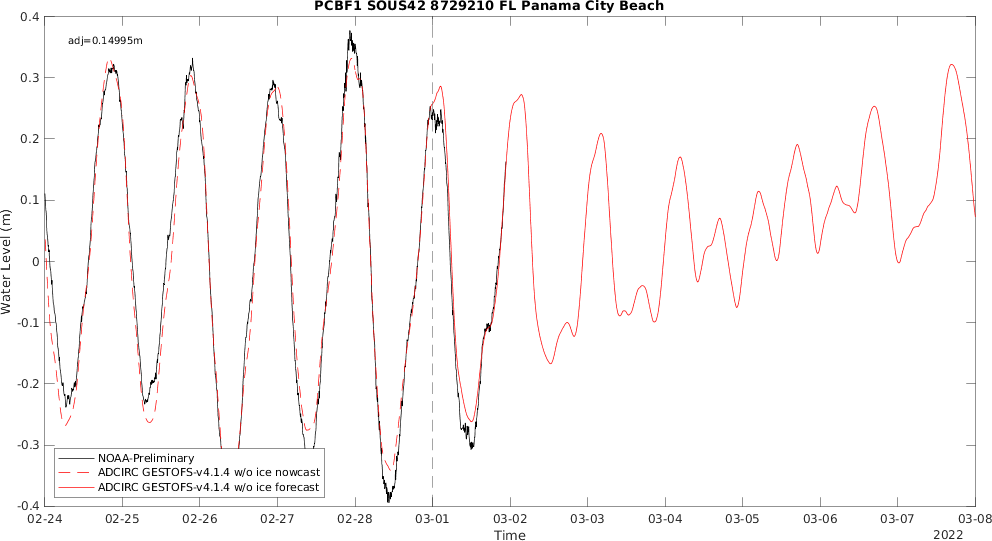 PCBF1 SOUS42 8729210 FL Panama City Beach
adj=0.14995m
0.4
0.3
0.2
0.1
0
-0.1
-0.2
-0.3
-0.4
Water Level (m)
NOAA-Preliminary
ADCIRC GESTOFS-v4.1.4 w/o ice nowcast
ADCIRC GESTOFS-v4.1.4 w/o ice forecast
02-24 02-25 02-26 02-27 02-28 03-01 03-02 03-03 03-04 03-05 03-06 03-07 03-08
Time
2022